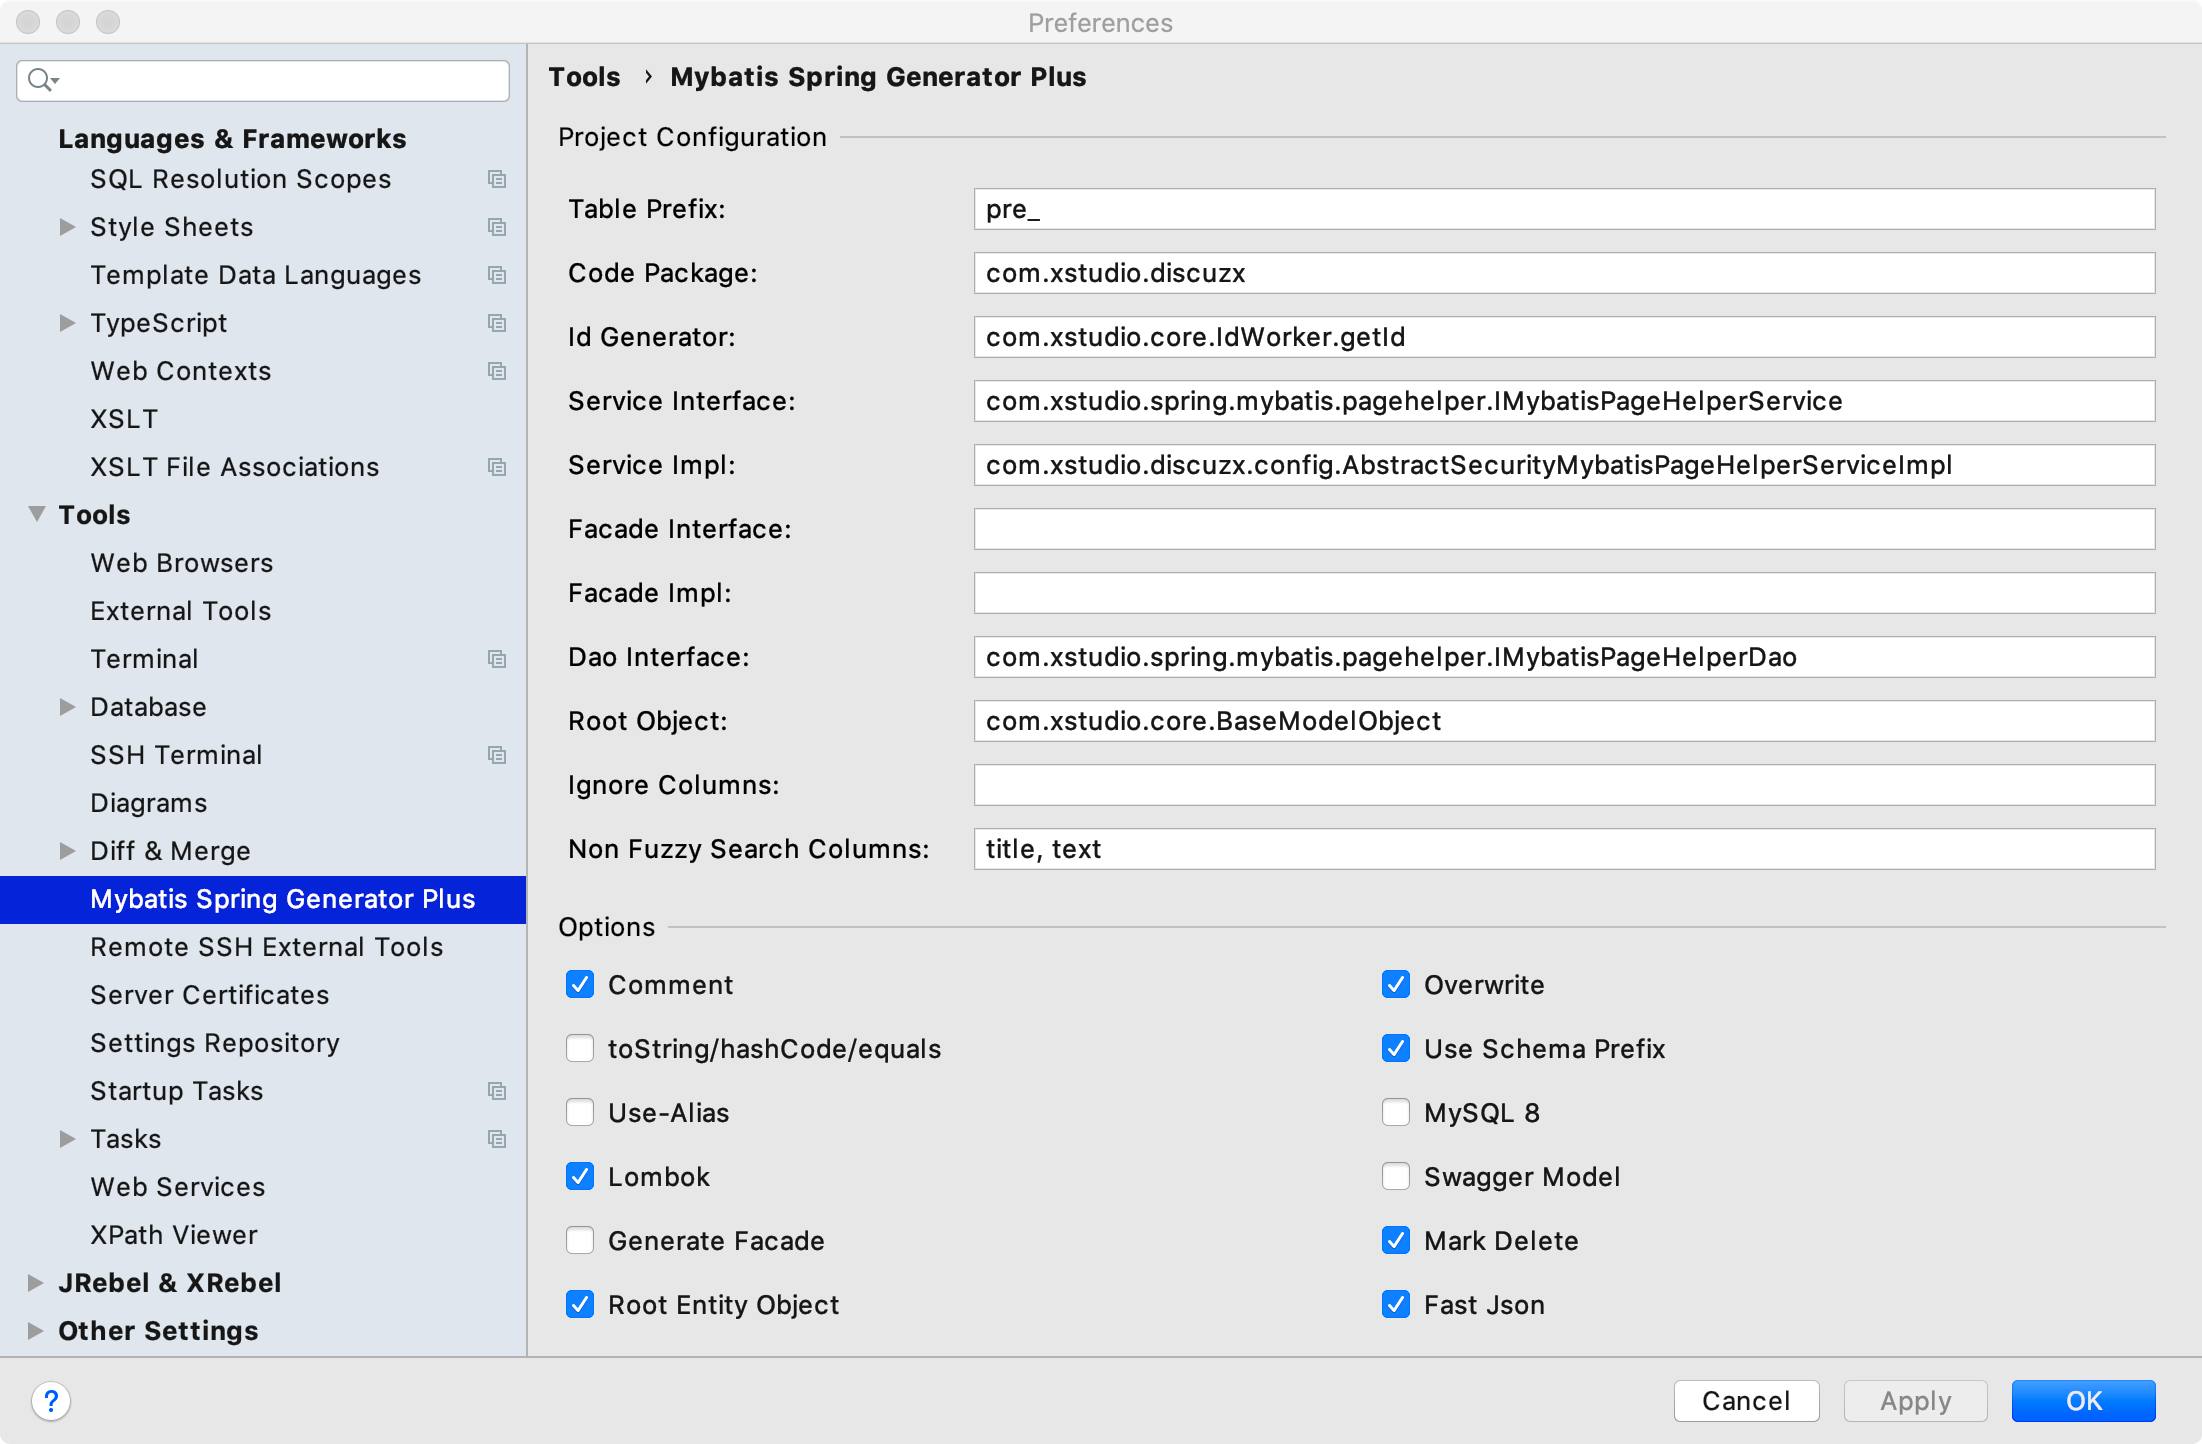 Preferences
Languages & Frameworks
SQL Resolution Scopes
Style Sheets
Template Data Languages
TypeScript
Web Contexts
XSLT
XSLT File Associations
Tools
Web Browsers
External Tools
Terminal
Database
SSH Terminal
Diagrams
Diff & Merge
Mybatis Spring Generator Plus
Remote SSH External Tools
Server Certificates
Settings Repository
Startup Tasks
Tasks
Web Services
XPath Viewer
JRebel & XRebel
Other Settings
Tools › Mybatis Spring Generator Plus
Project Configuration
Table Prefix: pre_
Code Package: com.xstudio.discuzx
Id Generator: com.xstudio.core.IdWorker.getId
Service Interface: com.xstudio.spring.mybatis.pagehelper.IMybatisPageHelperService
Service Impl: com.xstudio.discuzx.config.AbstractSecurityMybatisPageHelperServiceImpl
Facade Interface:
Facade Impl:
Dao Interface: com.xstudio.spring.mybatis.pagehelper.IMybatisPageHelperDao
Root Object: com.xstudio.core.BaseModelObject
Ignore Columns:
Non Fuzzy Search Columns: title, text
Options
Comment Overwrite
toString/hashCode/equals Use Schema Prefix
Use-Alias MySQL 8
Lombok Swagger Model
Generate Facade Mark Delete
Root Entity Object Fast Json
? Cancel Apply OK